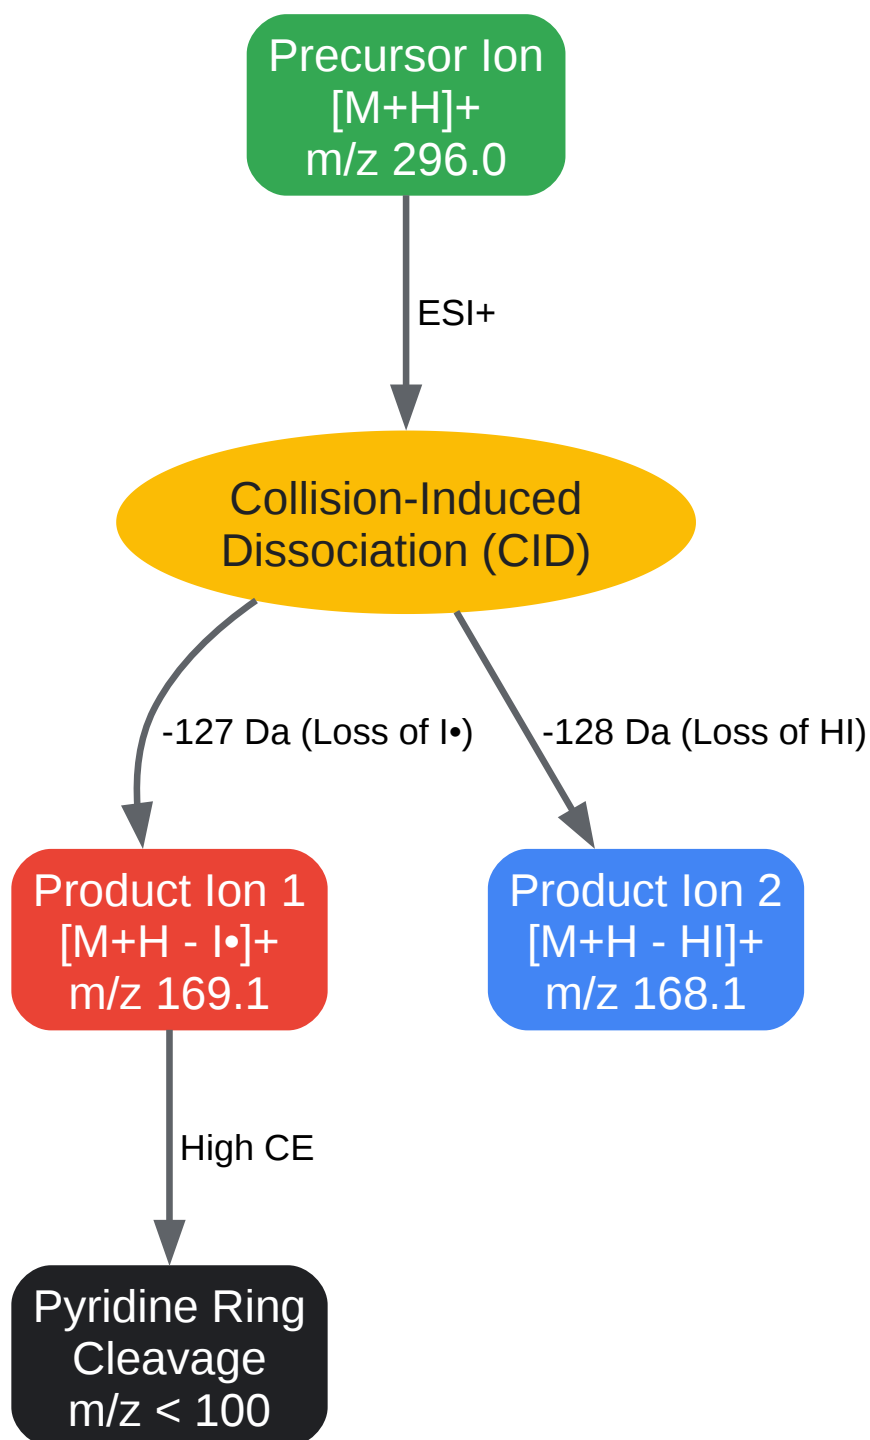 Precursor Ion
[M+H]+
m/z 296.0
ESI+
Collision-Induced
Dissociation (CID)
-127 Da (Loss of I•)
-128 Da (Loss of HI)
Product Ion 1
[M+H - I•]+
m/z 169.1
Product Ion 2
[M+H - HI]+
m/z 168.1
High CE
Pyridine Ring
Cleavage
m/z < 100